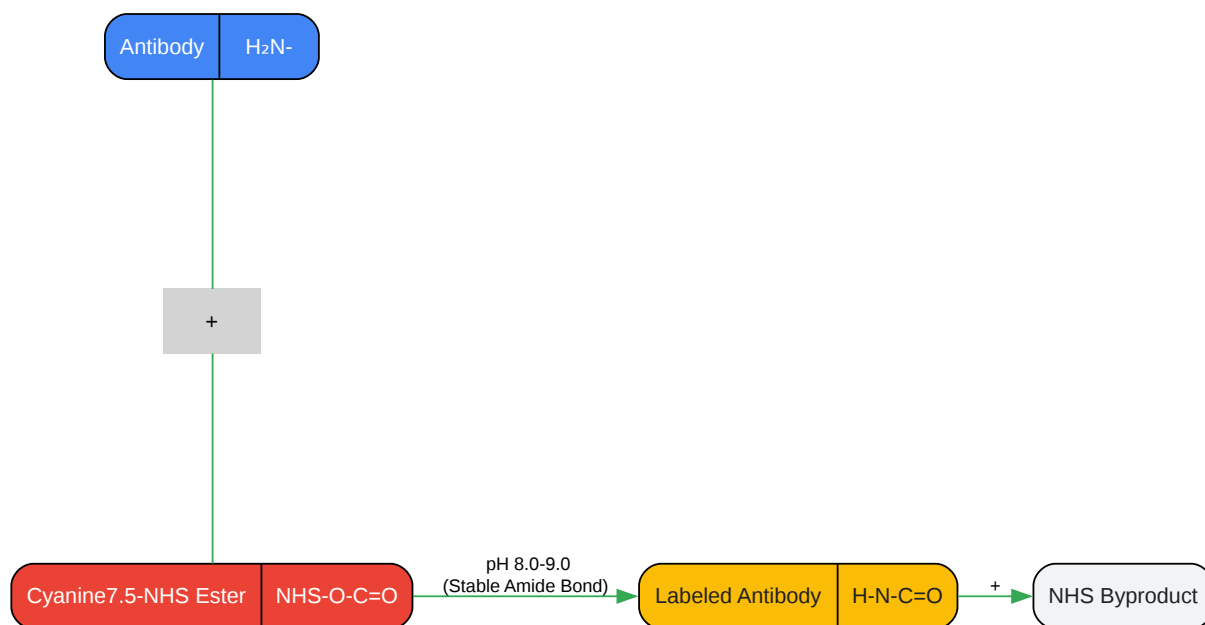 Antibody
H₂N-
+
Cyanine7.5-NHS Ester
NHS-O-C=O
pH 8.0-9.0
(Stable Amide Bond)
Labeled Antibody
H-N-C=O
+
NHS Byproduct